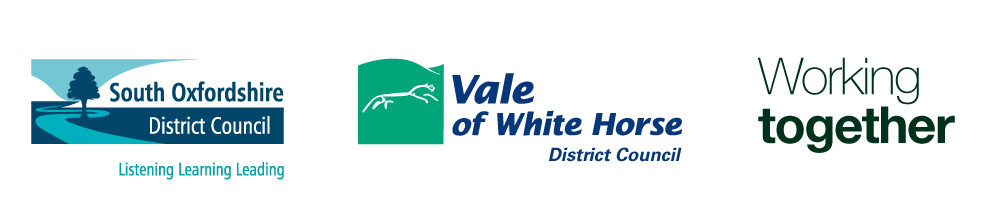 South Oxfordshire
District Council
Listening Learning Leading
Vale
of White Horse
District Council
Working
together